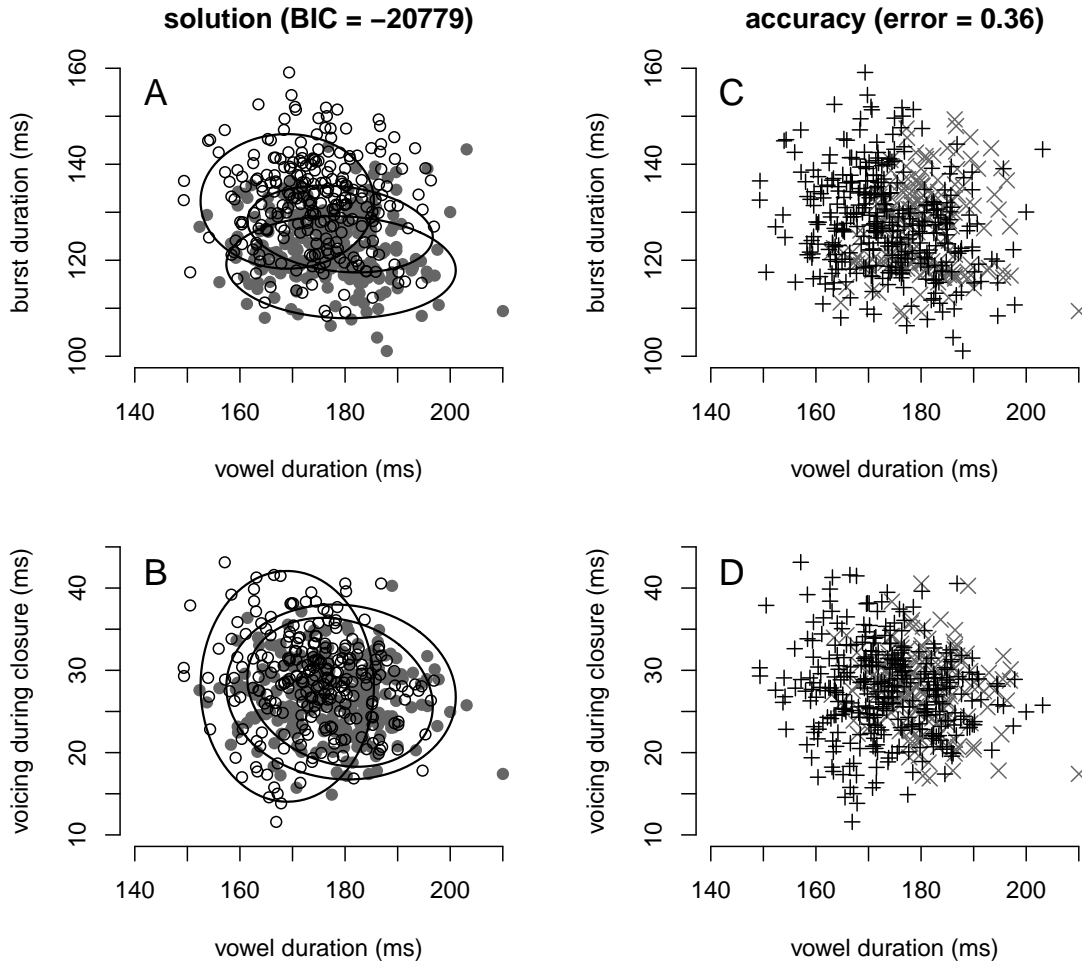 solution (BIC = −20779)
accuracy (error = 0.36)
A
burst duration (ms)
160
140
120
100
140 160 180 200
vowel duration (ms)
C
burst duration (ms)
160
140
120
100
140 160 180 200
vowel duration (ms)
B
voicing during closure (ms)
40
30
20
10
140 160 180 200
vowel duration (ms)
D
voicing during closure (ms)
40
30
20
10
140 160 180 200
vowel duration (ms)